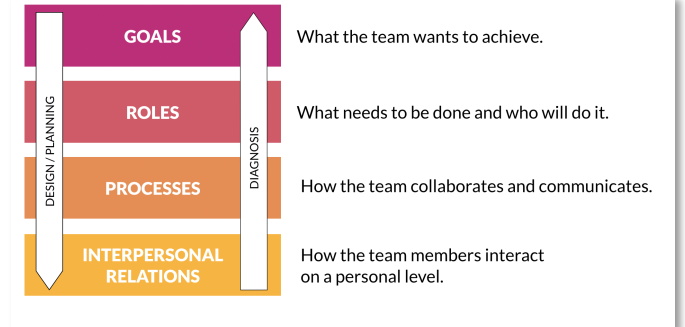 GOALS
What the team wants to achieve.
DESIGN / PLANNING
DIAGNOSIS
ROLES
What needs to be done and who will do it.
PROCESSES
How the team collaborates and communicates.
INTERPERSONAL
RELATIONS
How the team members interact
on a personal level.